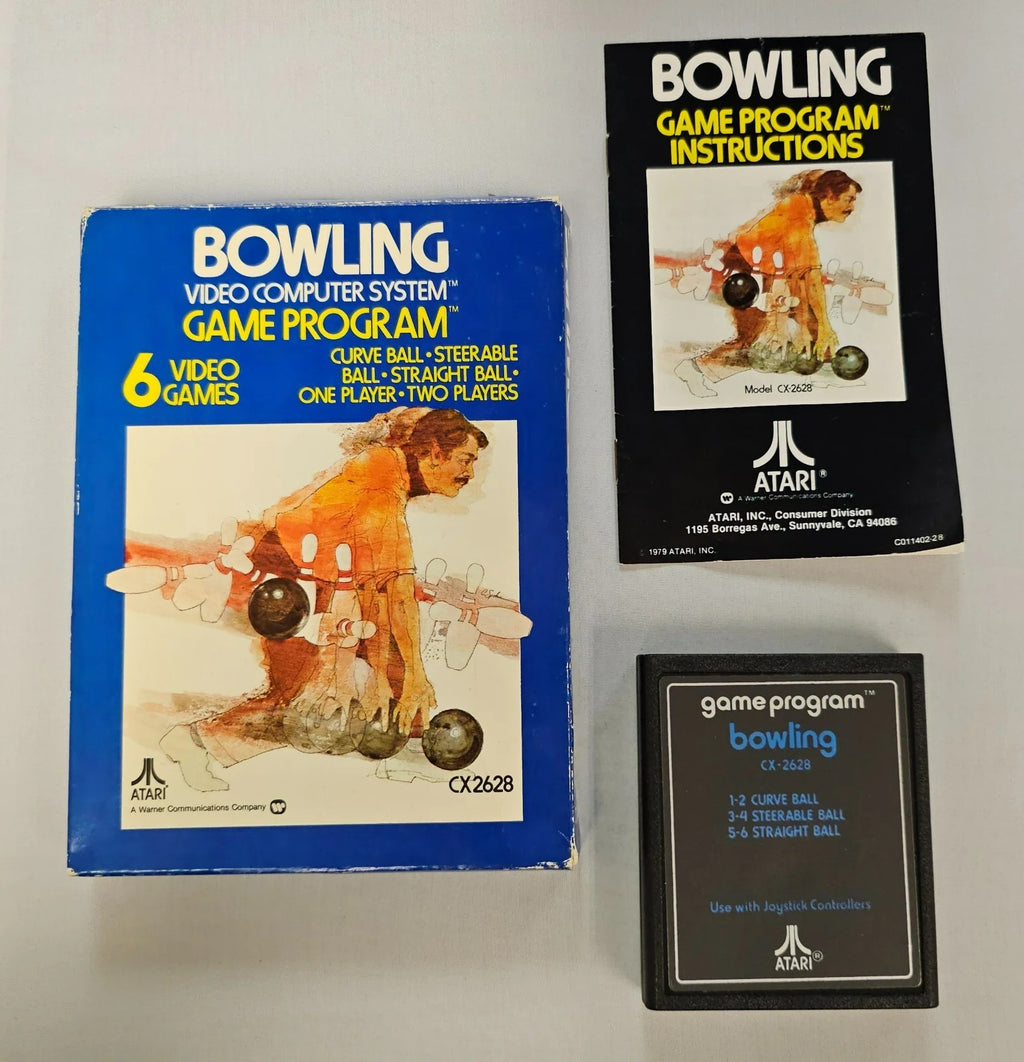 BOWLING
VIDEO COMPUTER SYSTEM™
GAME PROGRAM™
6 VIDEO GAMES
CURVE BALL • STEERABLE
BALL • STRAIGHT BALL •
ONE PLAYER • TWO PLAYERS
ATARI®
A Warner Communications Company
CX2628
BOWLING
GAME PROGRAM™
INSTRUCTIONS
Model CX-2628
ATARI®
A Warner Communications Company
ATARI, INC., Consumer Division
1195 Borregas Ave., Sunnyvale, CA 94086
© 1979 ATARI, INC.
C011402-28
game program™
bowling
CX-2628
1-2 CURVE BALL
3-4 STEERABLE BALL
5-6 STRAIGHT BALL
Use with Joystick Controllers
ATARI®